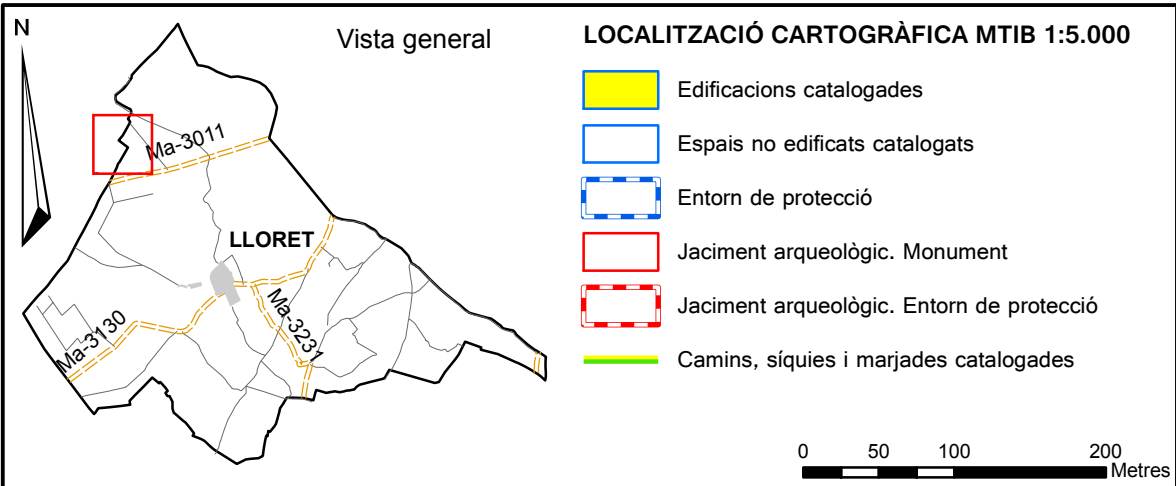 N
Vista general
Ma-3011
LLORET
Ma-3130
Ma-3231
LOCALITZACIÓ CARTOGRÀFICA MTIB 1:5.000
Edificacions catalogades
Espais no edificats catalogats
Entorn de protecció
Jaciment arqueològic. Monument
Jaciment arqueològic. Entorn de protecció
Camins, síquies i marjades catalogades
0 50 100 200
Metres